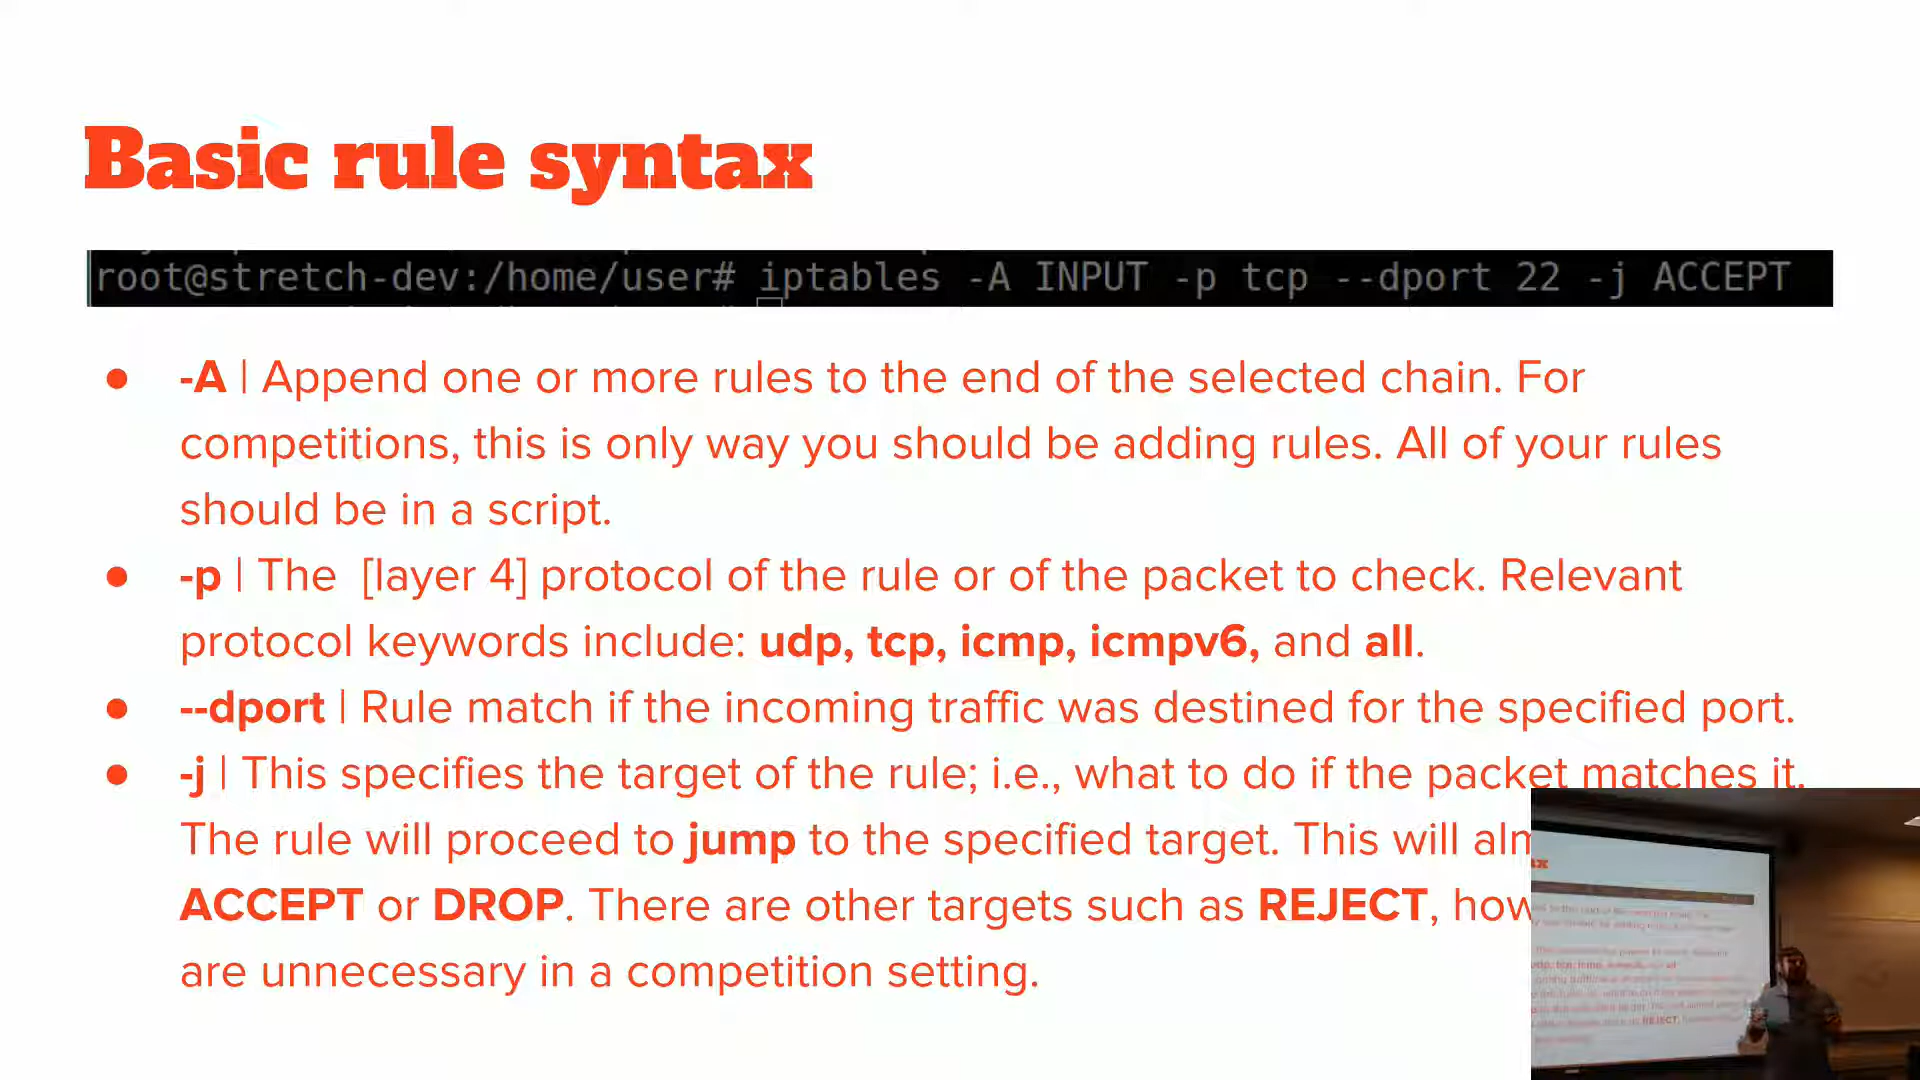 Basic rule syntax
root@stretch-dev:/home/user# iptables -A INPUT -p tcp --dport 22 -j ACCEPT
● -A | Append one or more rules to the end of the selected chain. For
competitions, this is only way you should be adding rules. All of your rules
should be in a script.
● -p | The [layer 4] protocol of the rule or of the packet to check. Relevant
protocol keywords include: udp, tcp, icmp, icmpv6, and all.
● --dport | Rule match if the incoming traffic was destined for the specified port.
● -j | This specifies the target of the rule; i.e., what to do if the packet matches it.
The rule will proceed to jump to the specified target. This will
ACCEPT or DROP. There are other targets such as REJECT,
are unnecessary in a competition setting.